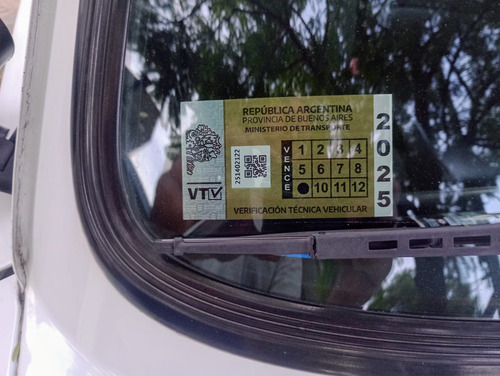 REPÚBLICA ARGENTINA
PROVINCIA DE BUENOS AIRES
MINISTERIO DE TRANSPORTE
2025
251402122
VENCE
1 2 3 4
5 6 7 8
10 11 12
VTV
VERIFICACIÓN TÉCNICA VEHICULAR